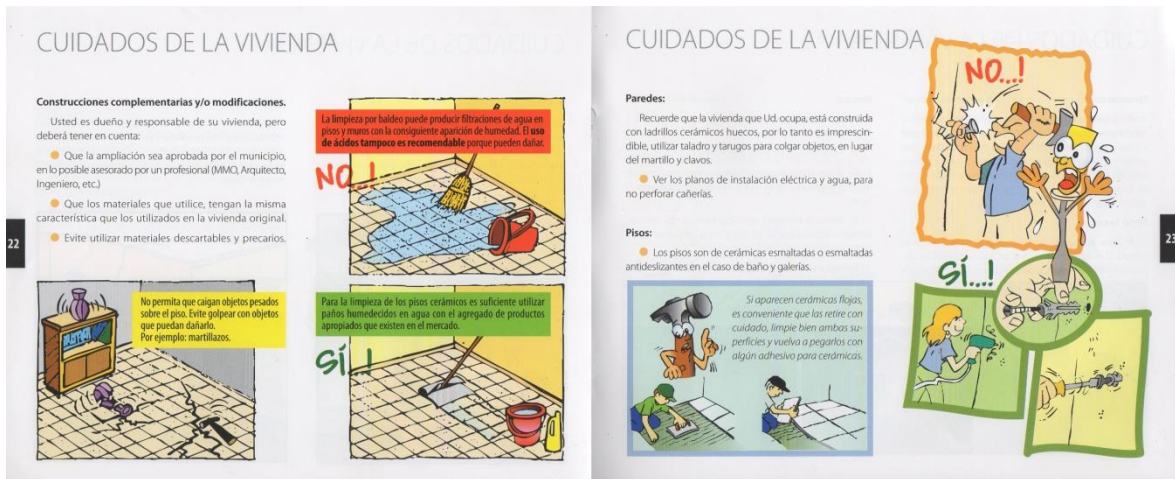 CUIDADOS DE LA VIVIENDA
Construcciones complementarias y/o modificaciones.
Usted es dueño y responsable de su vivienda, pero
deberá tener en cuenta:
Que la ampliación sea aprobada por el municipio,
en lo posible asesorado por un profesional (MMO, Arquitecto,
Ingeniero, etc.)
Que los materiales que utilice, tengan la misma
característica que los utilizados en la vivienda original.
Evite utilizar materiales descartables y precarios.
22
No permita que caigan objetos pesados
sobre el piso. Evite golpear con objetos
que puedan dañarlo.
Por ejemplo: martillazos.
La limpieza por baldeo puede producir filtraciones de agua en
pisos y muros con la consiguiente aparición de humedad. El uso
de ácidos tampoco es recomendable porque pueden dañar.
NO...!
Para la limpieza de los pisos cerámicos es suficiente utilizar
paños humedecidos en agua con el agregado de productos
apropiados que existen en el mercado.
SÍ...!
CUIDADOS DE LA VIVIENDA
Paredes:
Recuerde que la vivienda que Ud. ocupa, está construida
con ladrillos cerámicos huecos, por lo tanto es imprescin-
dible, utilizar taladro y tarugos para colgar objetos, en lugar
del martillo y clavos.
Ver los planos de instalación eléctrica y agua, para
no perforar cañerías.
Pisos:
Los pisos son de cerámicas esmaltadas o esmaltadas
antideslizantes en el caso de baño y galerías.
Si aparecen cerámicas flojas,
es conveniente que las retire con
cuidado, limpie bien ambas su-
perficies y vuelva a pegarlos con
algún adhesivo para cerámicas.
NO...!
SÍ...!
23